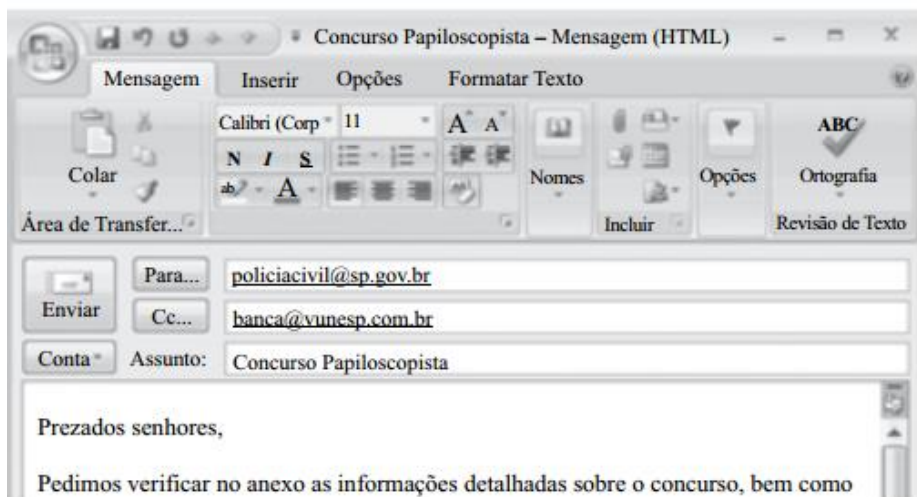 Concurso Papiloscopista – Mensagem (HTML)
Mensagem Inserir Opções Formatar Texto
Calibri (Corp 11 A A ABC
N I S
Colar ab A Nomes Opções Ortografia
Área de Transfer... Incluir Revisão de Texto
Para... policiacivil@sp.gov.br
Enviar Cc... banca@vunesp.com.br
Conta Assunto: Concurso Papiloscopista
Prezados senhores,
Pedimos verificar no anexo as informações detalhadas sobre o concurso, bem como